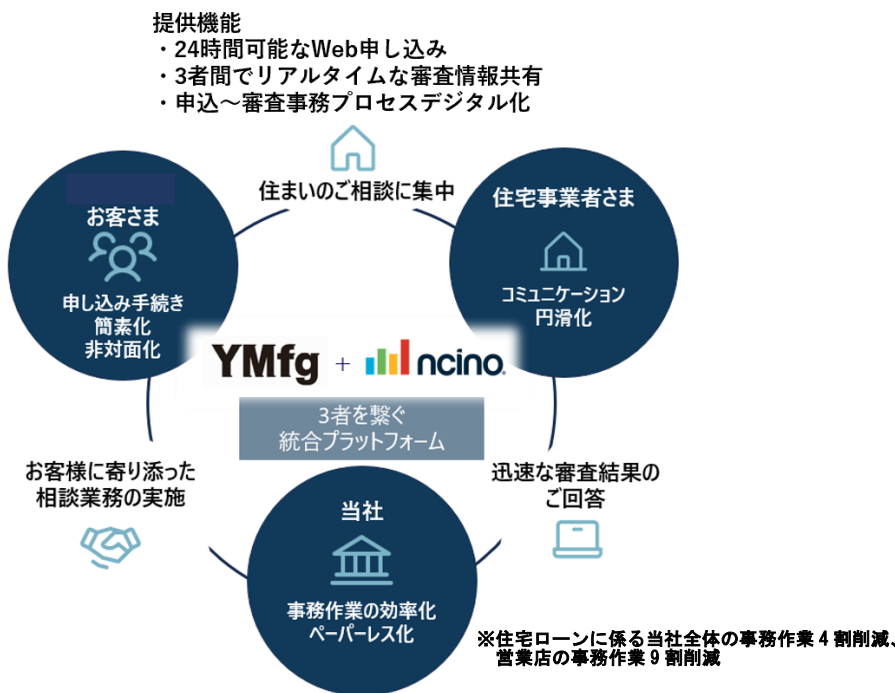 提供機能
・24時間可能なWeb申し込み
・3者間でリアルタイムな審査情報共有
・申込～審査事務プロセスデジタル化
住まいのご相談に集中
お客さま
申し込み手続き
簡素化
非対面化
住宅事業者さま
コミュニケーション
円滑化
YMfg + ncino®
3者を繋ぐ
統合プラットフォーム
お客様に寄り添った
相談業務の実施
迅速な審査結果の
ご回答
当社
事務作業の効率化
ペーパーレス化
※住宅ローンに係る当社全体の事務作業４割削減、
営業店の事務作業９割削減